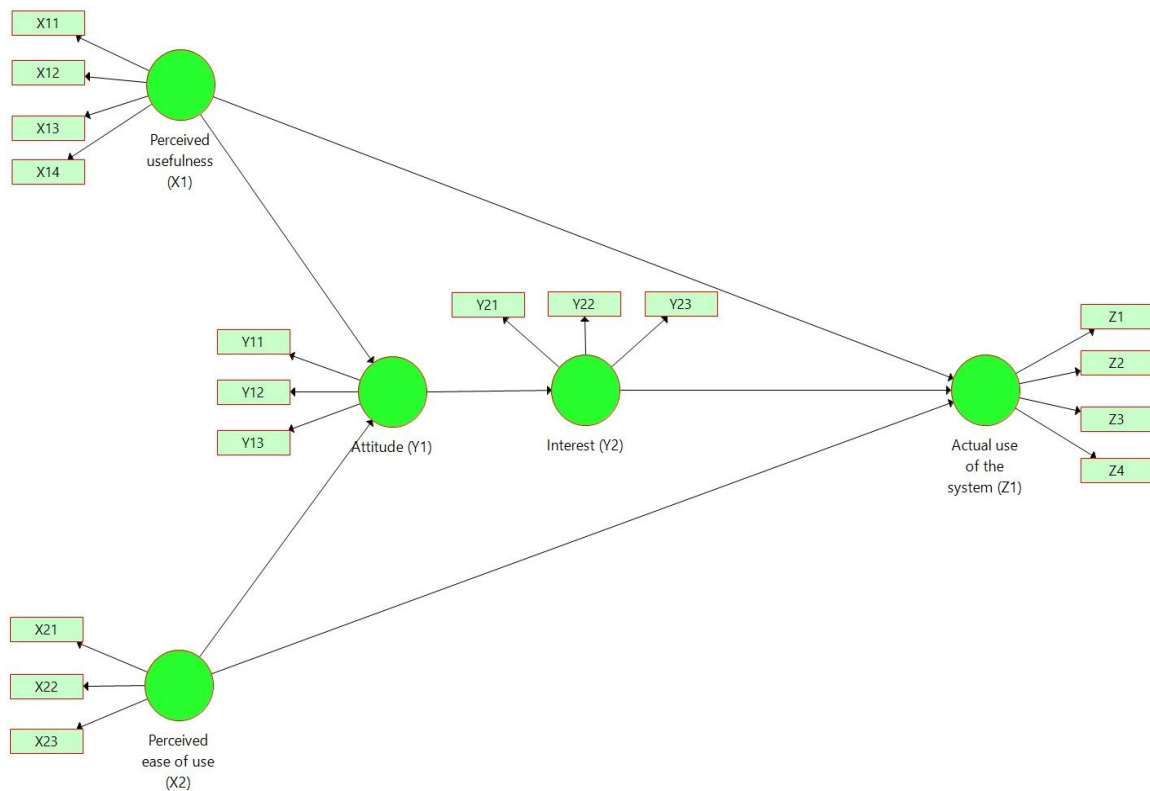 X11
X12
X13
X14
Perceived
usefulness
(X1)
Y21
Y22
Y23
Y11
Y12
Y13
Attitude (Y1)
Interest (Y2)
Z1
Z2
Z3
Z4
Actual use
of the
system (Z1)
X21
X22
X23
Perceived
ease of use
(X2)